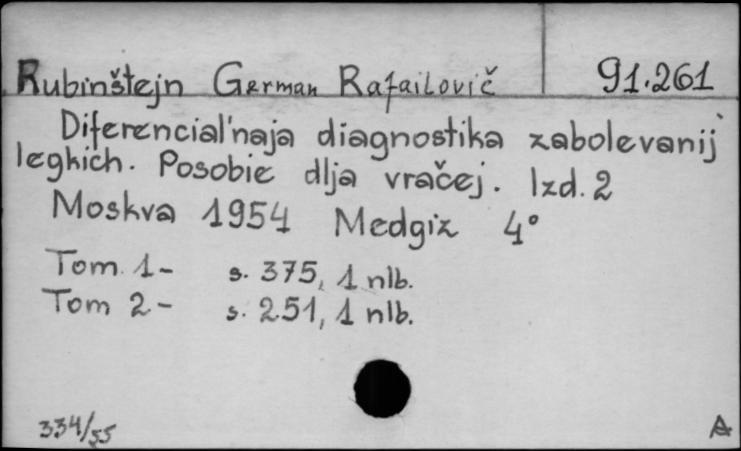 Rubinštejn German Rafailovič 91.261
Diferencial'naja diagnostika zabolevanij
legkich. Posobie dlja vračej. Izd. 2
Moskva 1954 Medgiz 4°
Tom 1- s. 375, 1 nlb.
Tom 2- s. 251, 1 nlb.
334/55 A